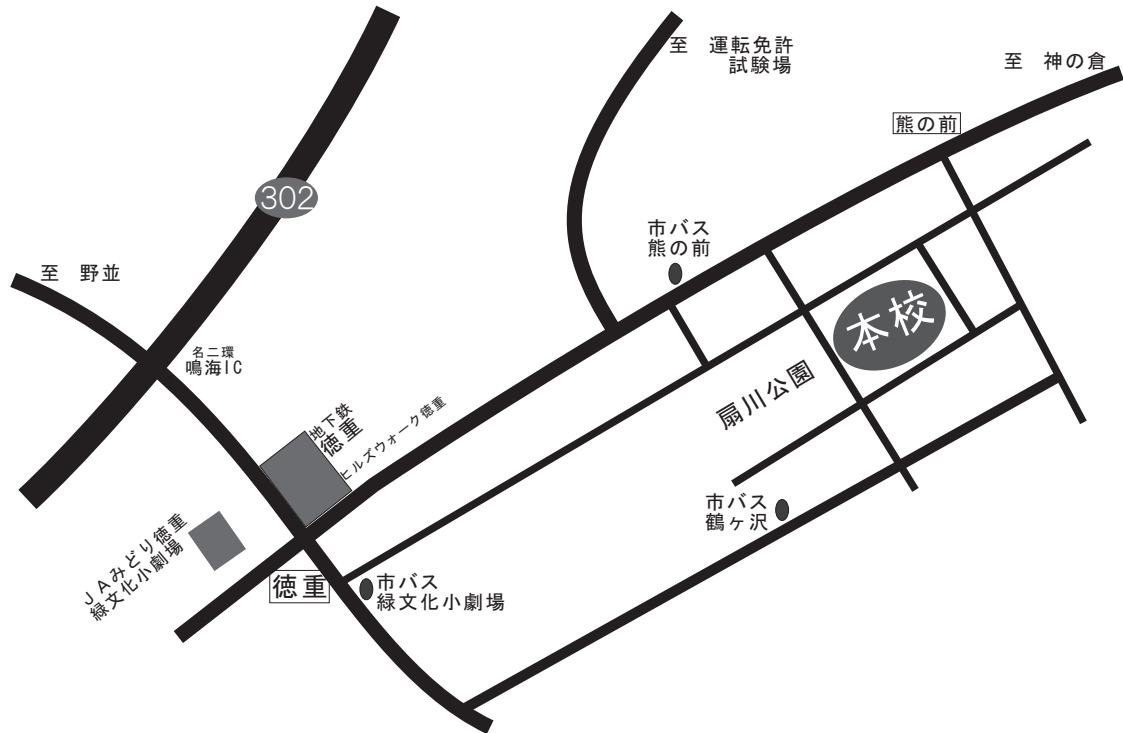 至　運転免許
試験場
至　神の倉
熊の前
302
市バス
熊の前
至　野並
本校
名二環
鳴海IC
扇川公園
地下鉄
徳重
ヒルズウォーク徳重
市バス
鶴ヶ沢
JAみどり徳重
緑文化小劇場
徳重
市バス
緑文化小劇場